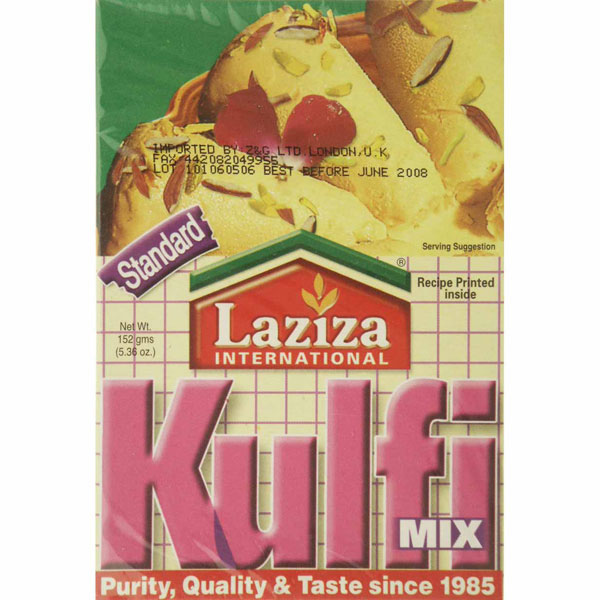 IMPORTED BY Z&G LTD.LONDON,U.K
FAX 442082049955
LOT 101060506 BEST BEFORE JUNE 2008
Serving Suggestion
Standard
®
Recipe Printed
inside
Laziza
INTERNATIONAL
Net Wt.
152 gms
(5.36 oz.)
Kulfi
MIX
Purity, Quality & Taste since 1985